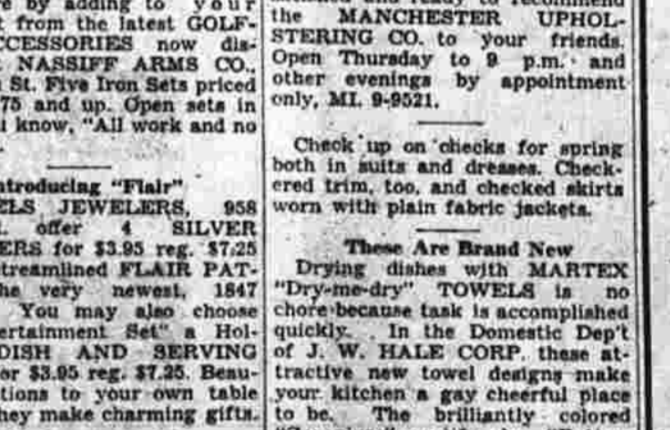 re by adding to your
t from the latest GOLF-
CCESSORIES now dis-
NASSIFF ARMS CO.,
St. Five Iron Sets priced
75 and up. Open sets in
know, "All work and no
ntroducing "Flair"
ELS JEWELERS, 958
offer 4 SILVER
ERS for $3.95 reg. $7.25
streamlined FLAIR PAT-
he very newest, 1847
You may also choose
ertainment Set" a Hol-
DISH AND SERVING
or $3.95 reg. $7.25. Beau-
tions to your own table
hey make charming gifts.
and ready to recommend
the MANCHESTER UPHOL-
STERING CO. to your friends.
Open Thursday to 9 p.m. and
other evenings by appointment
only, MI. 9-9521.
Check up on checks for spring
both in suits and dresses. Check-
ered trim, too, and checked skirts
worn with plain fabric jackets.
These Are Brand New
Drying dishes with MARTEX
"Dry-me-dry" TOWELS is no
chore because task is accomplished
quickly. . In the Domestic Dep't
of J. W. HALE CORP. these at-
tractive new towel designs make
your kitchen a gay cheerful place
to be. The brilliantly colored